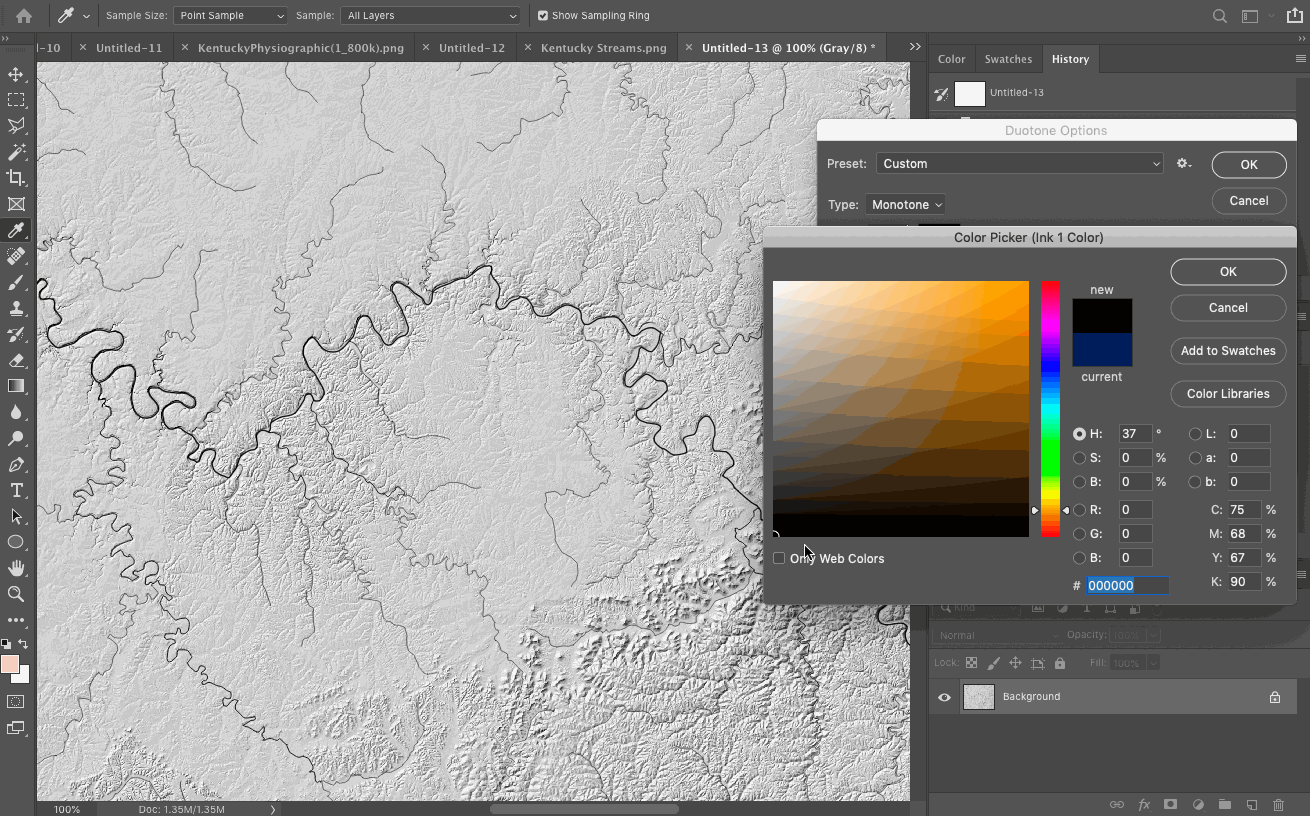 Sample Size: Point Sample Sample: All Layers Show Sampling Ring
l-10 Untitled-11 KentuckyPhysiographic(1_800k).png Untitled-12 Kentucky Streams.png Untitled-13 @ 100% (Gray/8) *
Color Swatches History
Untitled-13
Duotone Options
Preset: Custom OK
Type: Monotone Cancel
Color Picker (Ink 1 Color)
OK
new
Cancel
Add to Swatches
current
Color Libraries
H: 37 ° L: 0
S: 0 % a: 0
B: 0 % b: 0
R: 0 C: 75 %
G: 0 M: 68 %
B: 0 Y: 67 %
Only Web Colors
# 000000 K: 90 %
Kind
Normal Opacity: 100%
Lock: Fill: 100%
Background
100% Doc: 1.35M/1.35M